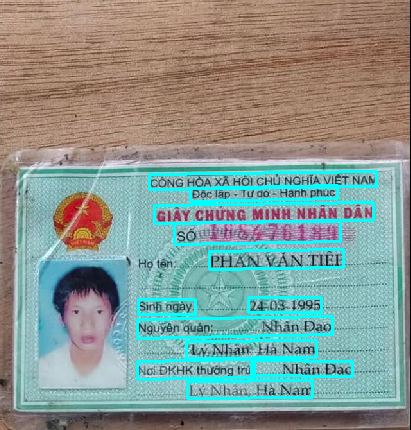 CỘNG HÒA XÃ HỘI CHỦ NGHĨA VIỆT NAM
Độc lập - Tự do - Hạnh phúc
GIẤY CHỨNG MINH NHÂN DÂN
SỐ
Họ tên: PHAN VĂN TIẾI
Sinh ngày 24-03-1995
Nguyên quán: Nhân Đạo
Lý Nhân, Hà Nam
Nơi ĐKHK thường trú Nhân Đạo
Lý Nhân, Hà Nam